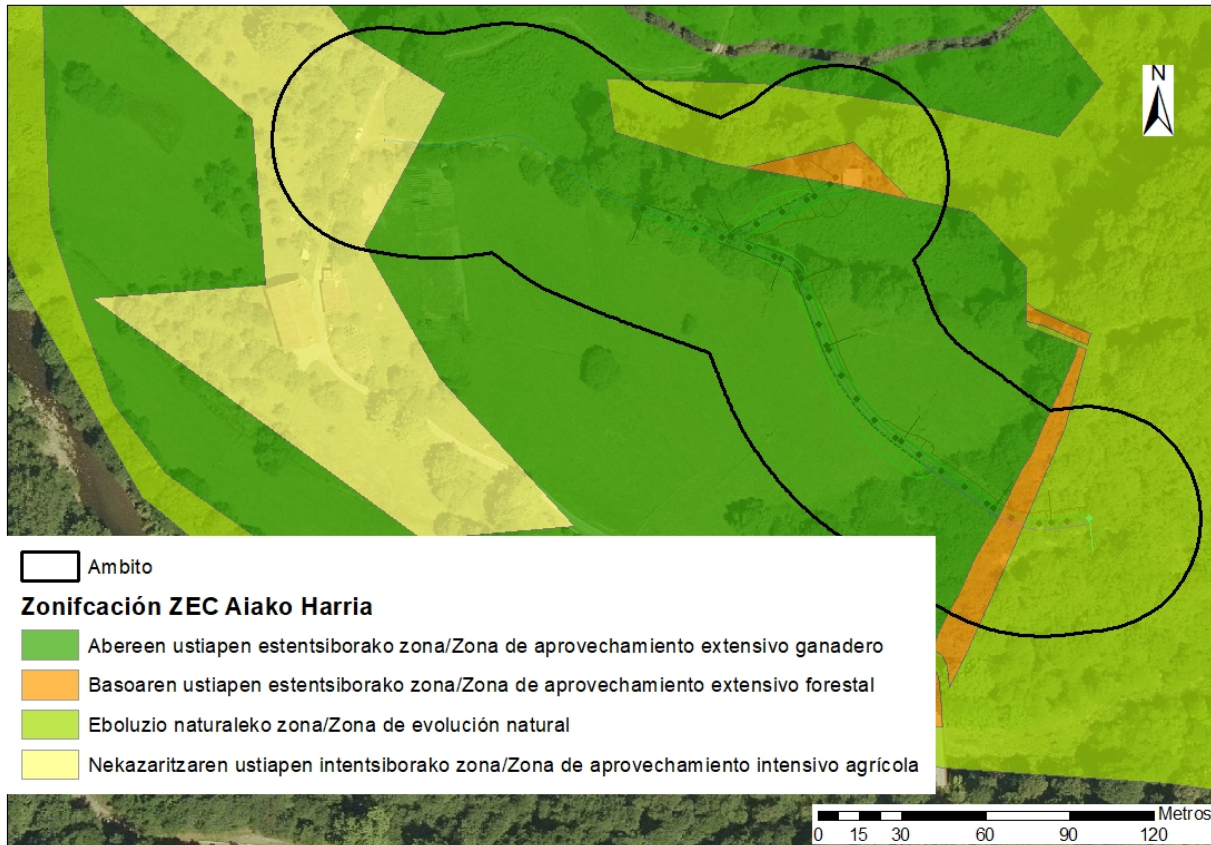 N
Ambito
Zonifcación ZEC Aiako Harria
Abereen ustiapen estentsiborako zona/Zona de aprovechamiento extensivo ganadero
Basoaren ustiapen estentsiborako zona/Zona de aprovechamiento extensivo forestal
Eboluzio naturaleko zona/Zona de evolución natural
Nekazaritzaren ustiapen intentsiborako zona/Zona de aprovechamiento intensivo agrícola
Metros
0 15 30 60 90 120